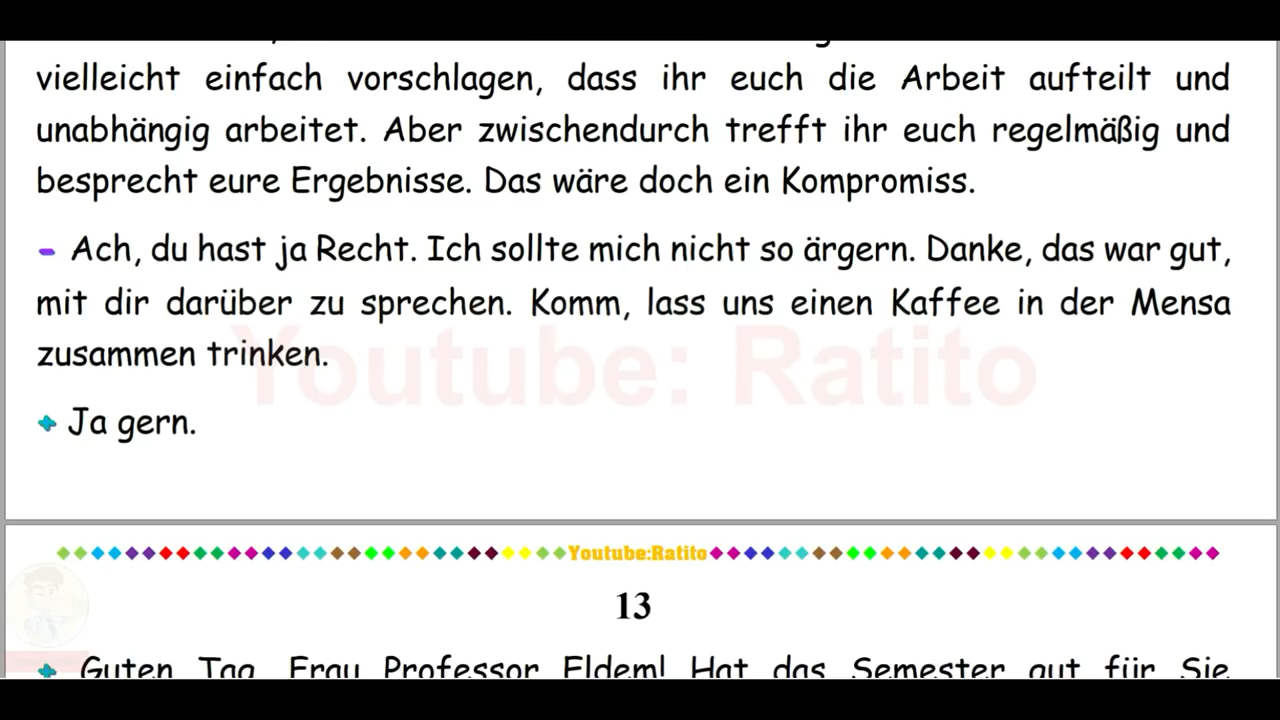 vielleicht einfach vorschlagen, dass ihr euch die Arbeit aufteilt und
unabhängig arbeitet. Aber zwischendurch trefft ihr euch regelmäßig und
besprecht eure Ergebnisse. Das wäre doch ein Kompromiss.
- Ach, du hast ja Recht. Ich sollte mich nicht so ärgern. Danke, das war gut,
mit dir darüber zu sprechen. Komm, lass uns einen Kaffee in der Mensa
zusammen trinken.
Youtube: Ratito
+ Ja gern.
Youtube:Ratito
13
+ Guten Tag, Frau Professor Eldem! Hat das Semester gut für Sie